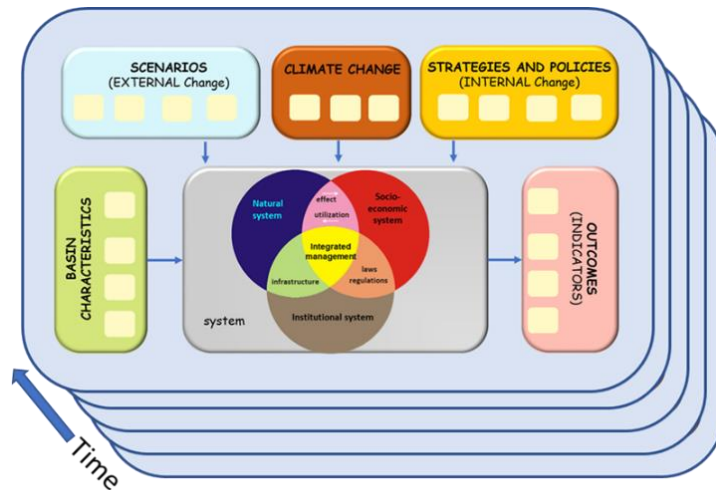 SCENARIOS
(EXTERNAL Change)
CLIMATE CHANGE
STRATEGIES AND POLICIES
(INTERNAL Change)
BASIN
CHARACTERISTICS
Natural
system
effect
utilization
Socio-
economic
system
Integrated
management
infrastructure
laws
regulations
Institutional system
system
OUTCOMES
(INDICATORS)
Time